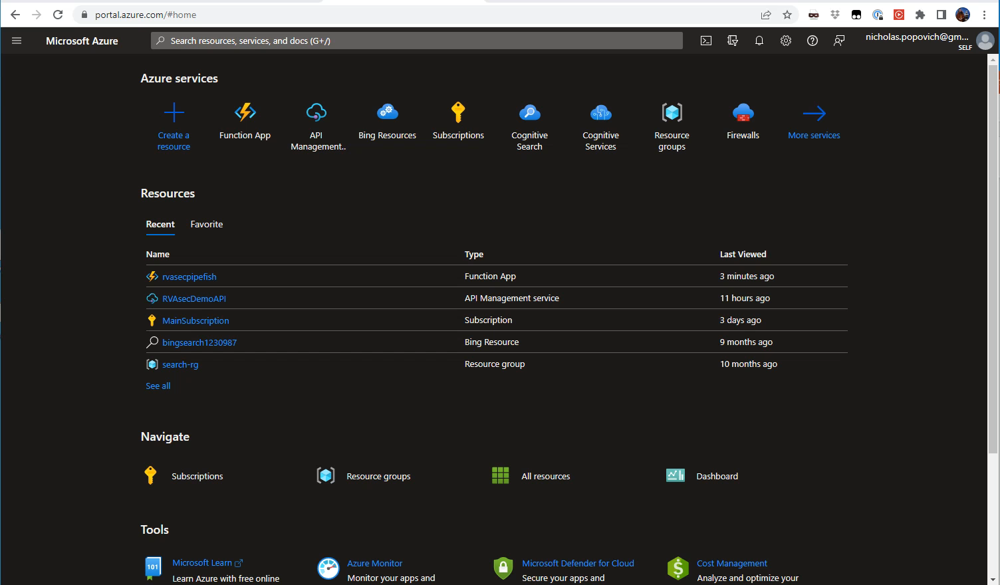 portal.azure.com/#home
Microsoft Azure
Search resources, services, and docs (G+/)
nicholas.popovich@gm...
SELF
Azure services
Create a resource
Function App
API Management..
Bing Resources
Subscriptions
Cognitive Search
Cognitive Services
Resource groups
Firewalls
More services
Resources
Recent Favorite
Name Type Last Viewed
rvasecpipefish Function App 3 minutes ago
RVAsecDemoAPI API Management service 11 hours ago
MainSubscription Subscription 3 days ago
bingsearch1230987 Bing Resource 9 months ago
search-rg Resource group 10 months ago
See all
Navigate
Subscriptions Resource groups All resources Dashboard
Tools
101
Microsoft Learn
Learn Azure with free online
Azure Monitor
Monitor your apps and
Microsoft Defender for Cloud
Secure your apps and
$
Cost Management
Analyze and optimize your